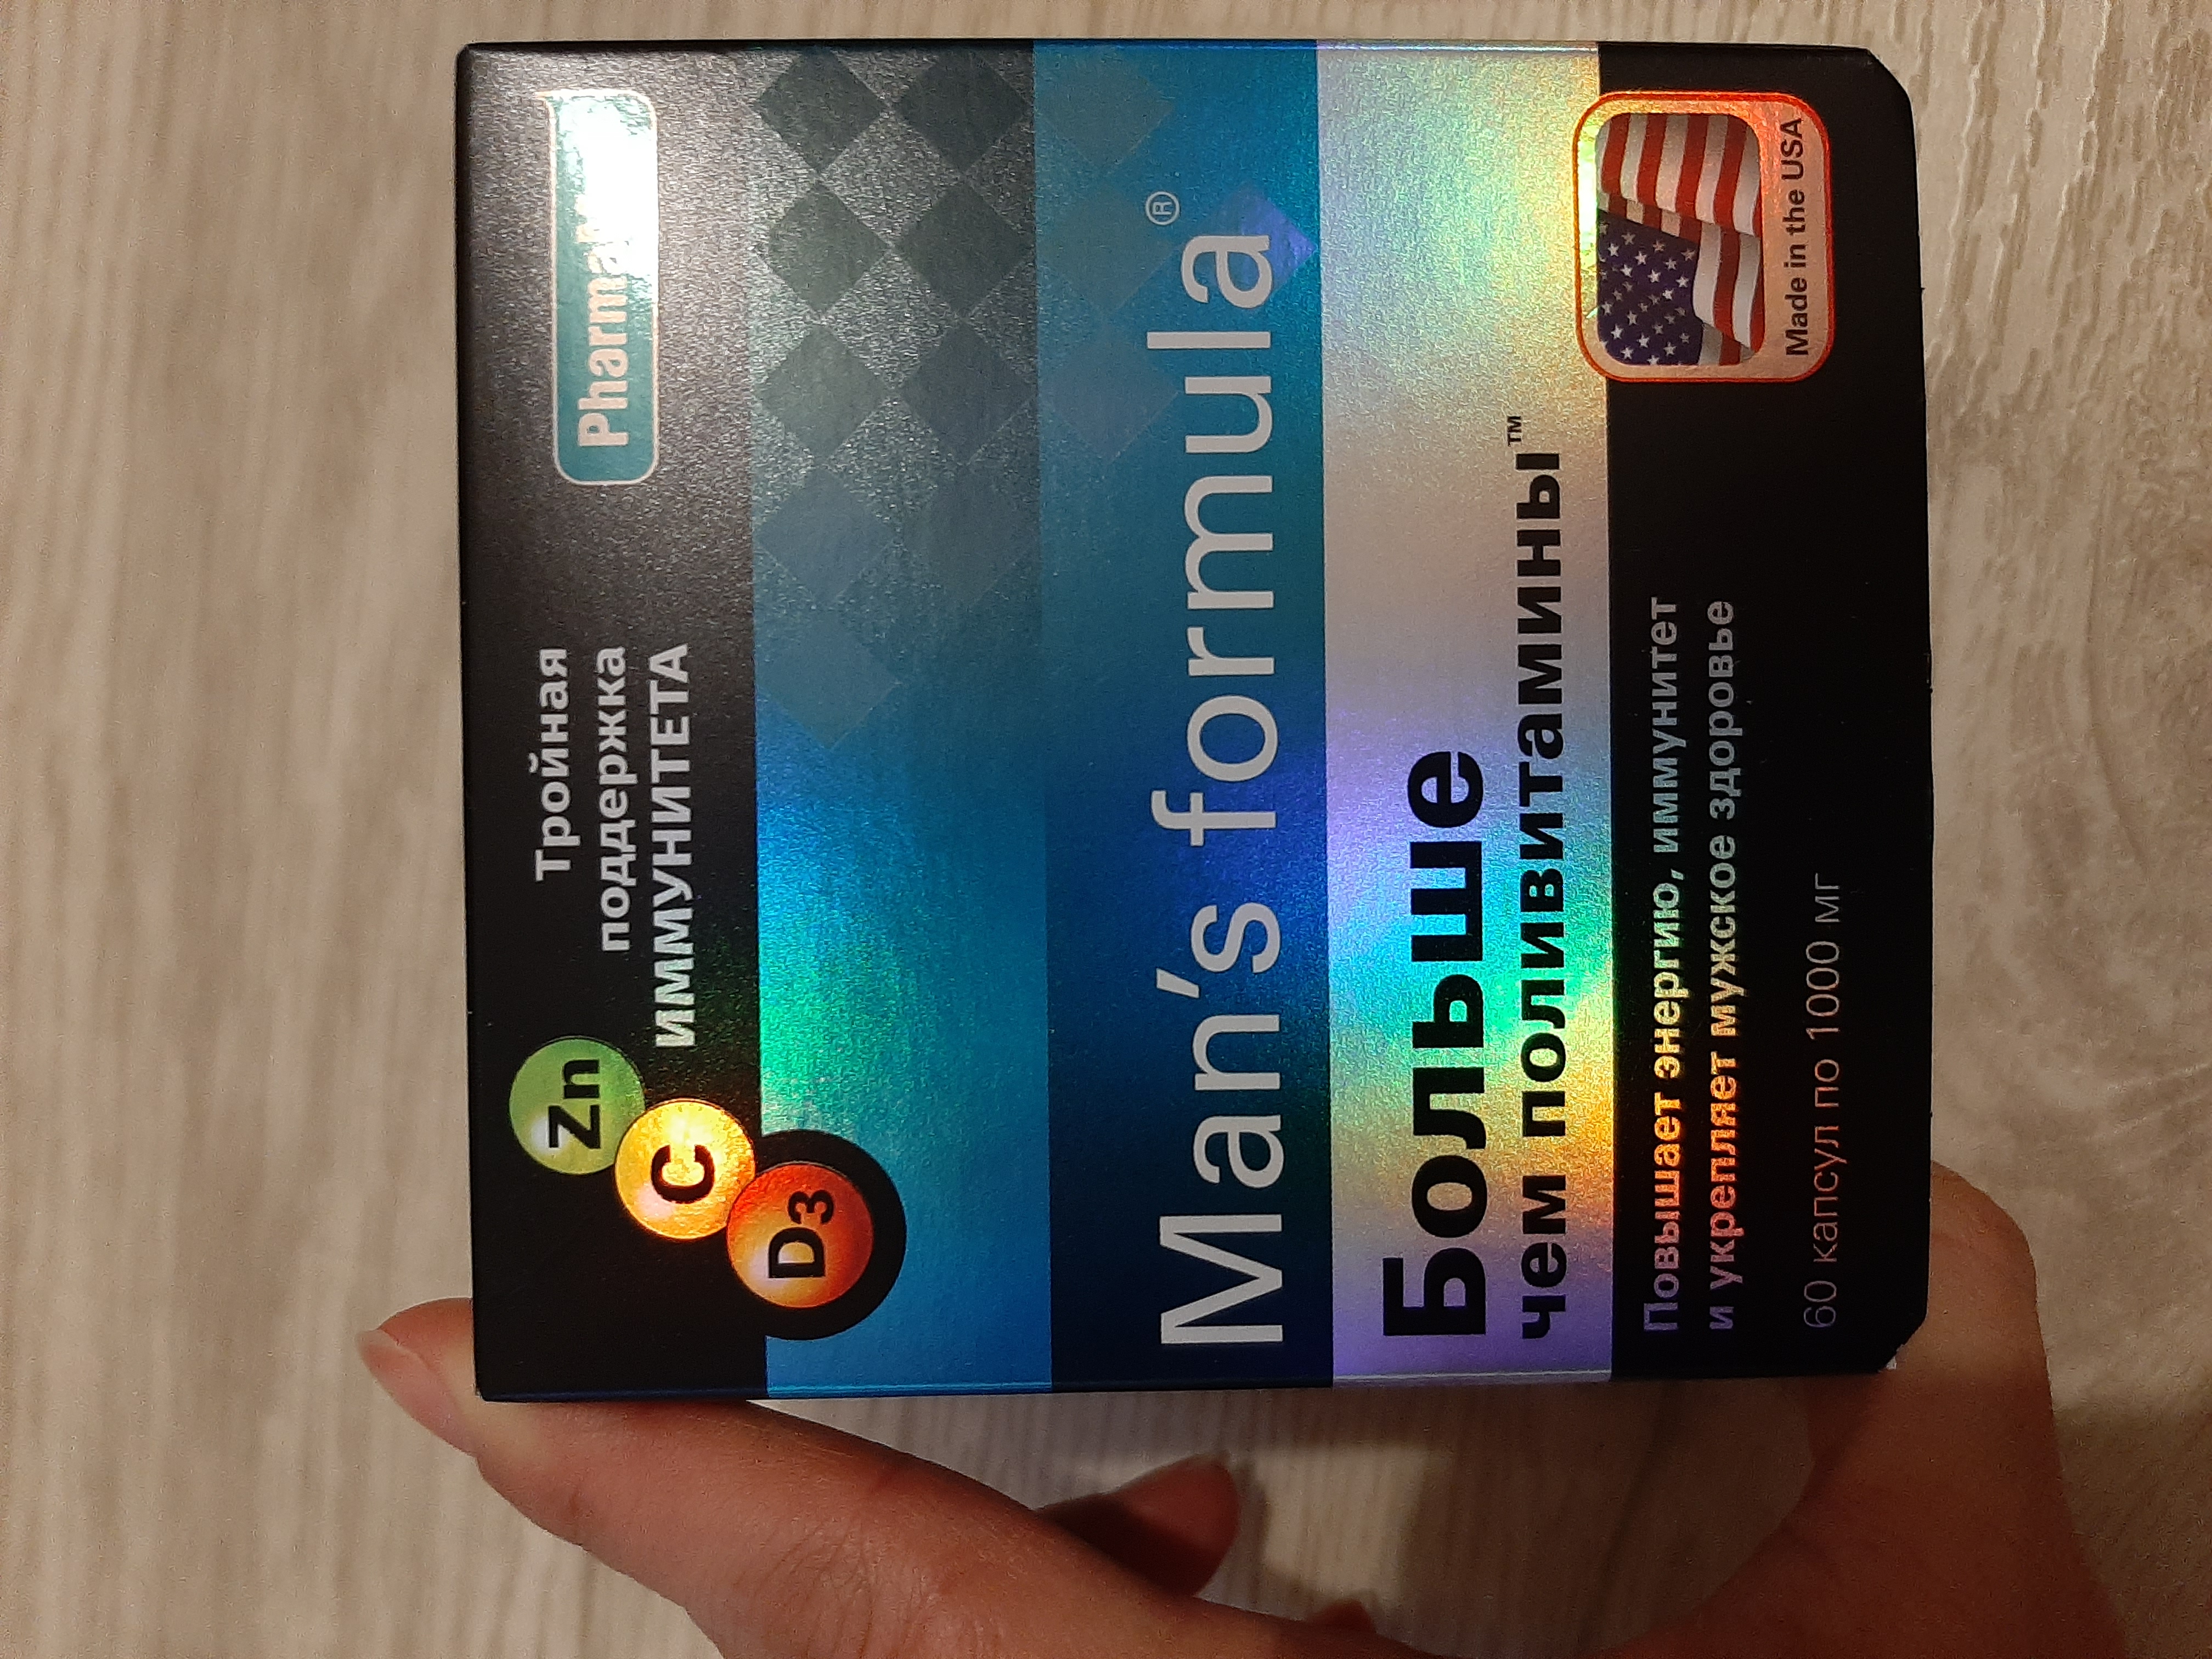 Zn
C
D3
Тройная
поддержка
ИММУНИТЕТА
Man's formula®
Больше
чем поливитамины™
Повышает энергию, иммунитет
и укрепляет мужское здоровье
60 капсул по 1000 мг
Made in the USA